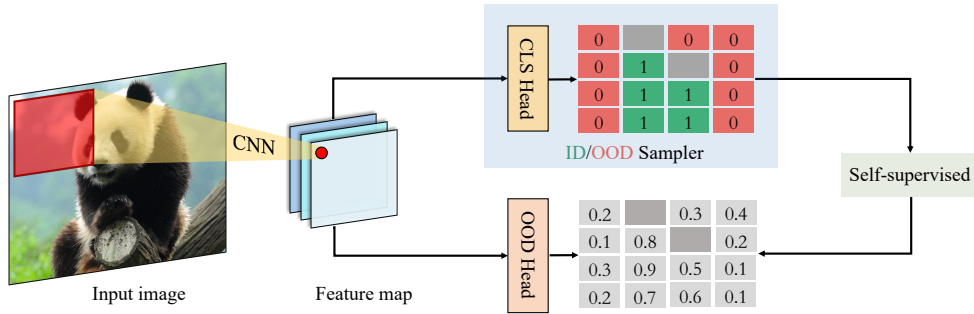 CLS Head
0 0 0
0 1 0
0 1 1 0
0 1 1 0
ID/OOD Sampler
CNN
Self-supervised
OOD Head
0.2 0.3 0.4
0.1 0.8 0.2
0.3 0.9 0.5 0.1
0.2 0.7 0.6 0.1
Input image
Feature map